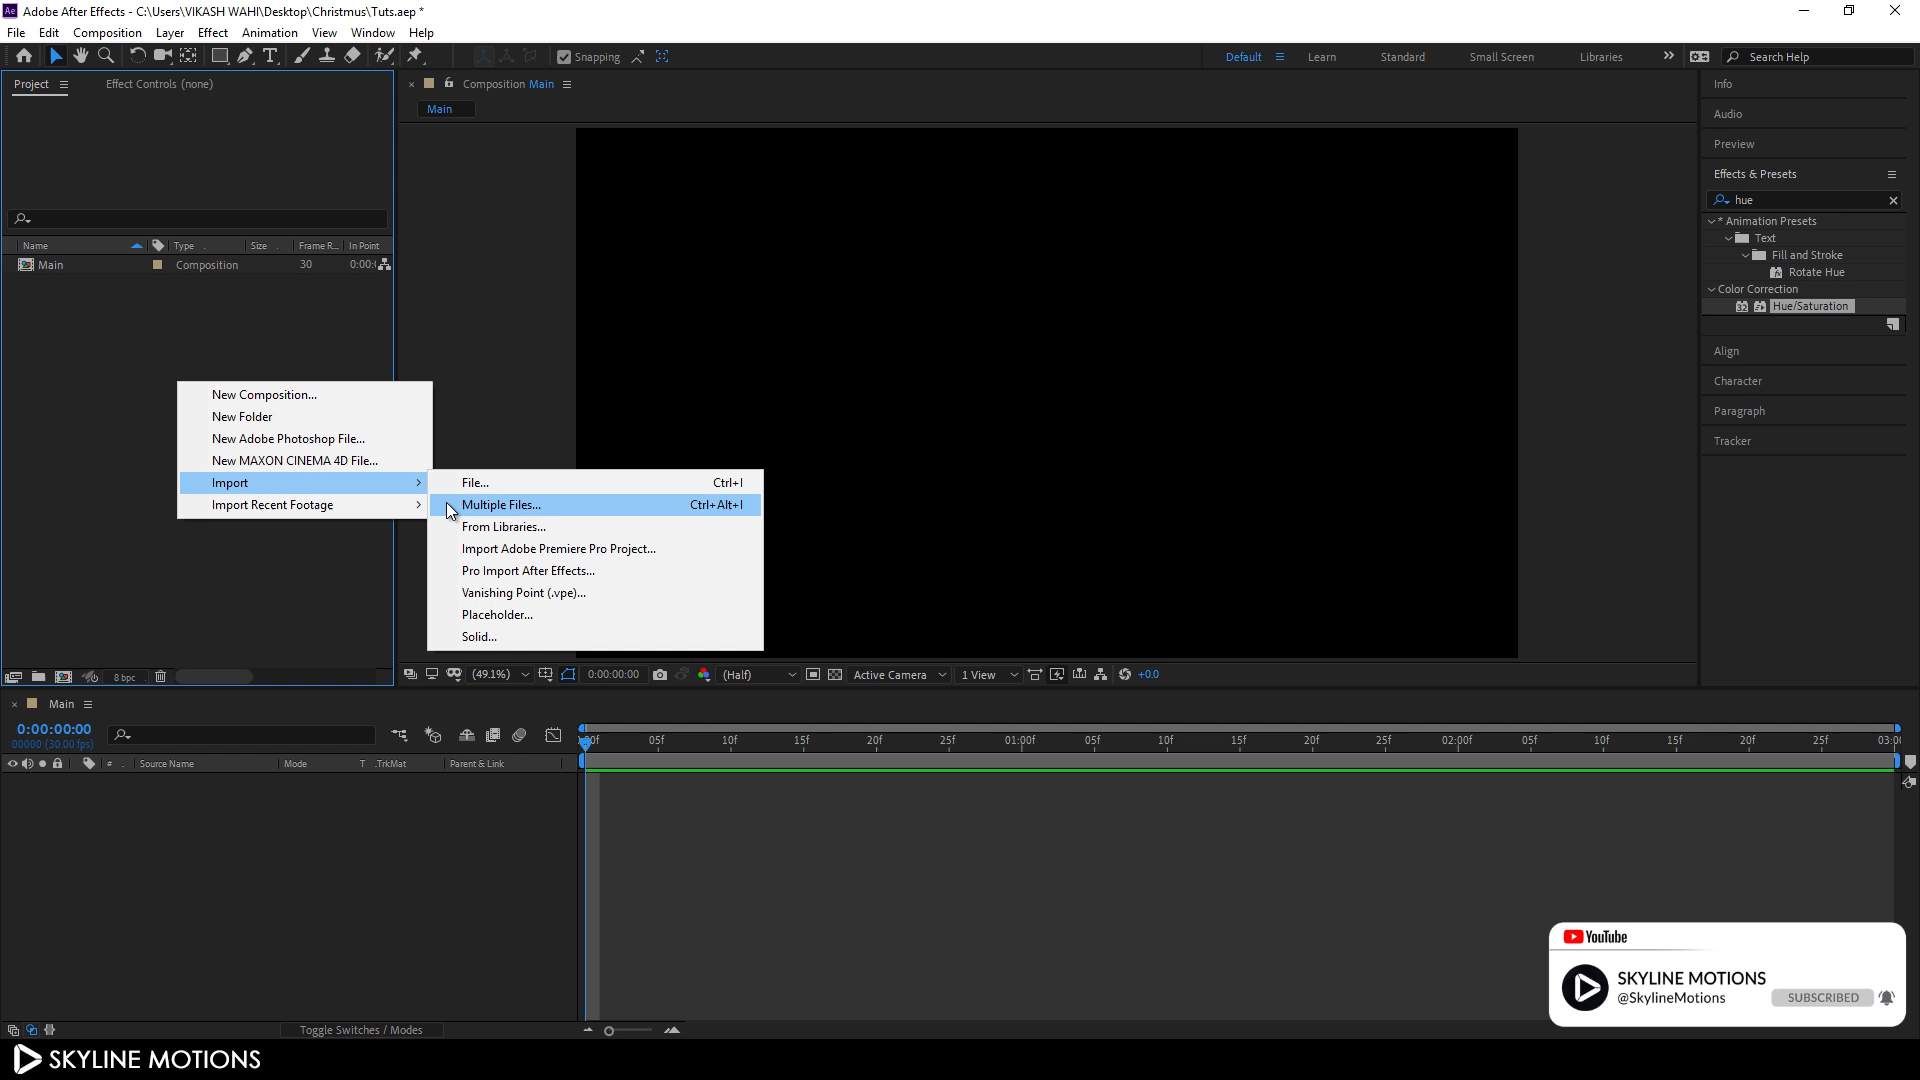 Ae Adobe After Effects - C:\Users\VIKASH WAHI\Desktop\Christmus\Tuts.aep *
File Edit Composition Layer Effect Animation View Window Help
Snapping Default Learn Standard Small Screen Libraries Search Help
Project Effect Controls (none) Composition Main Info
Main
Audio
Preview
Effects & Presets
hue
* Animation Presets
Text
Fill and Stroke
Rotate Hue
Color Correction
32 Hue/Saturation
Align
Character
Paragraph
Tracker
Name Type Size Frame R... In Point
Main Composition 30 0:00:
New Composition...
New Folder
New Adobe Photoshop File...
New MAXON CINEMA 4D File...
Import
Import Recent Footage
File... Ctrl+I
Multiple Files... Ctrl+Alt+I
From Libraries...
Import Adobe Premiere Pro Project...
Pro Import After Effects...
Vanishing Point (.vpe)...
Placeholder...
Solid...
8 bpc (49.1%) 0:00:00:00 (Half) Active Camera 1 View +0.0
Main
0:00:00:00
00000 (30.00 fps)
:00f 05f 10f 15f 20f 25f 01:00f 05f 10f 15f 20f 25f 02:00f 05f 10f 15f 20f 25f 03:0
# Source Name Mode T .TrkMat Parent & Link
YouTube
SKYLINE MOTIONS
@SkylineMotions SUBSCRIBED
Toggle Switches / Modes
SKYLINE MOTIONS